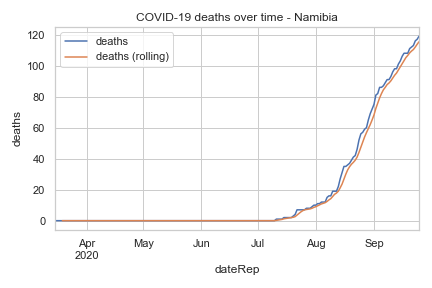 COVID-19 deaths over time - Namibia
deaths
deaths (rolling)
120
100
80
60
40
20
0
deaths
Apr
2020
May
Jun
Jul
Aug
Sep
dateRep